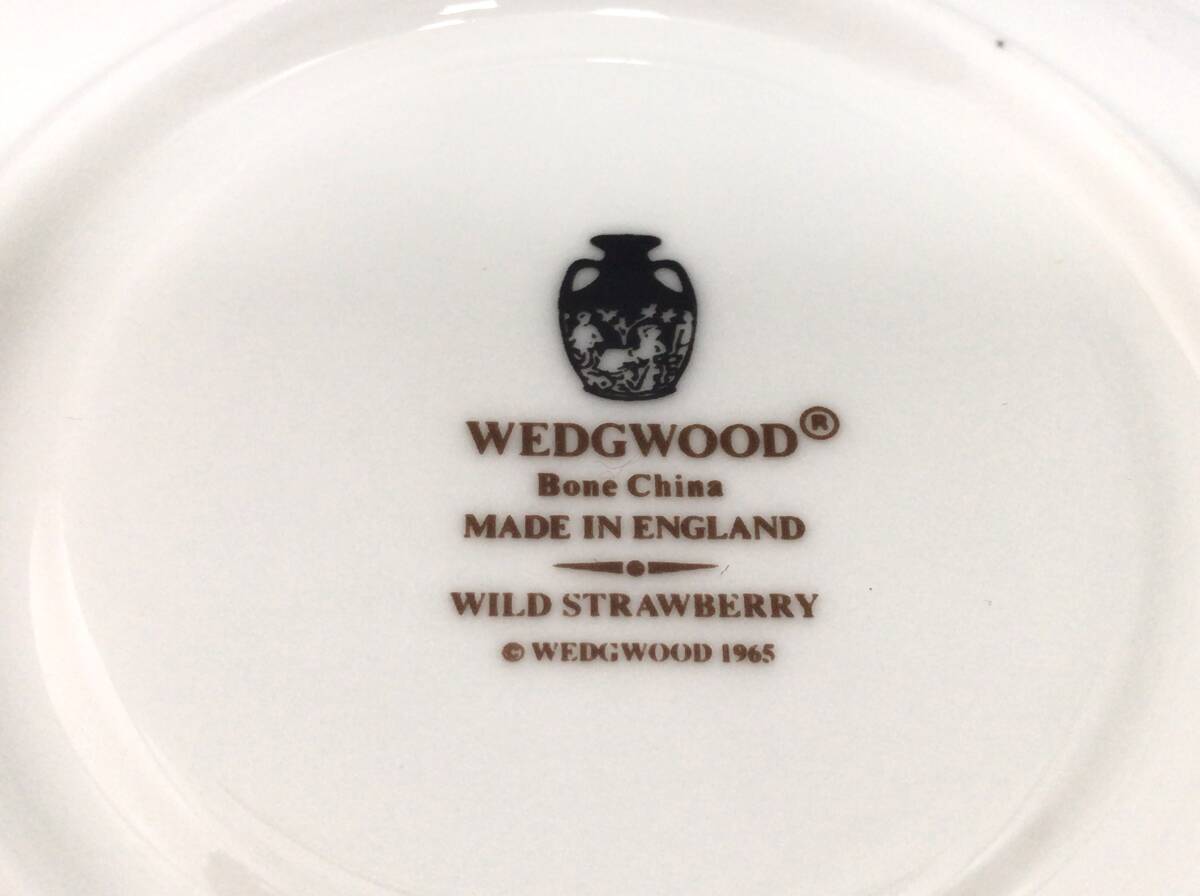 WEDGWOOD®
Bone China
MADE IN ENGLAND
WILD STRAWBERRY
© WEDGWOOD 1965